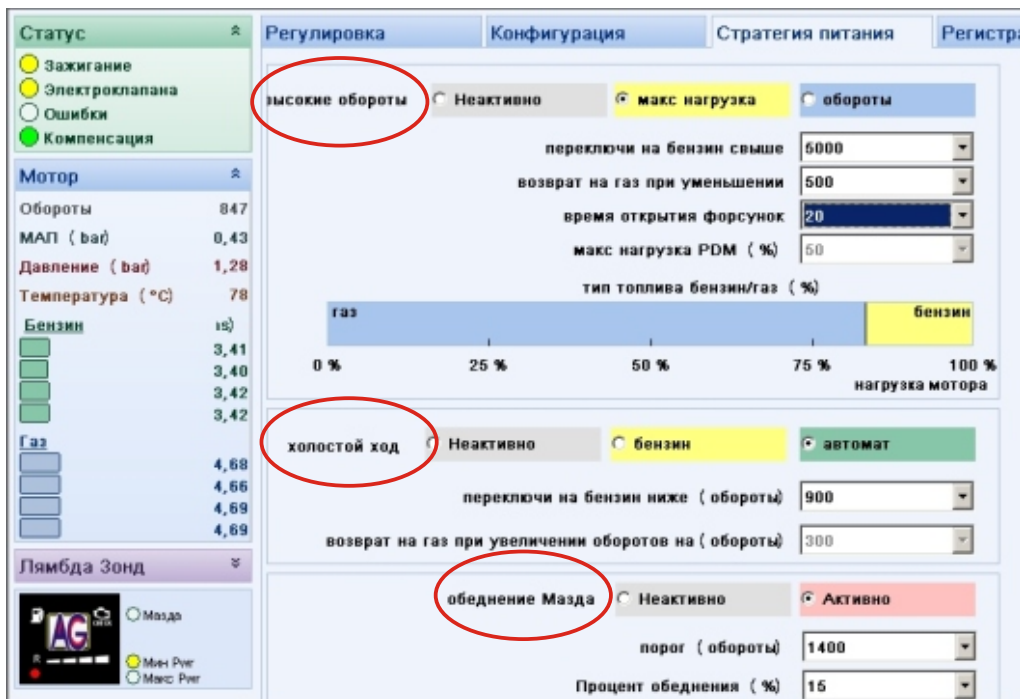 Статус
Зажигание
Электроклапана
Ошибки
Компенсация
Мотор
Обороты 847
МАП ( bar) 0,43
Давление ( bar) 1,28
Температура ( °C) 78
Бензин ıs)
3,41
3,40
3,42
3,42
Газ
4,68
4,66
4,69
4,69
Лямбда Зонд
AG
CHECK
R
Мазда
Мин Pwr
Макс Pwr
Регулировка Конфигурация Стратегия питания Регистра
высокие обороты Неактивно макс нагрузка обороты
переключи на бензин свыше 5000
возврат на газ при уменьшении 500
время открытия форсунок 20
макс нагрузка PDM ( %) 50
тип топлива бензин/газ ( %)
газ бензин
0 % 25 % 50 % 75 % 100 %
нагрузка мотора
холостой ход Неактивно бензин автомат
переключи на бензин ниже ( обороты) 900
возврат на газ при увеличении оборотов на ( обороты) 300
обеднение Мазда Неактивно Активно
порог ( обороты) 1400
Процент обеднения ( %) 15